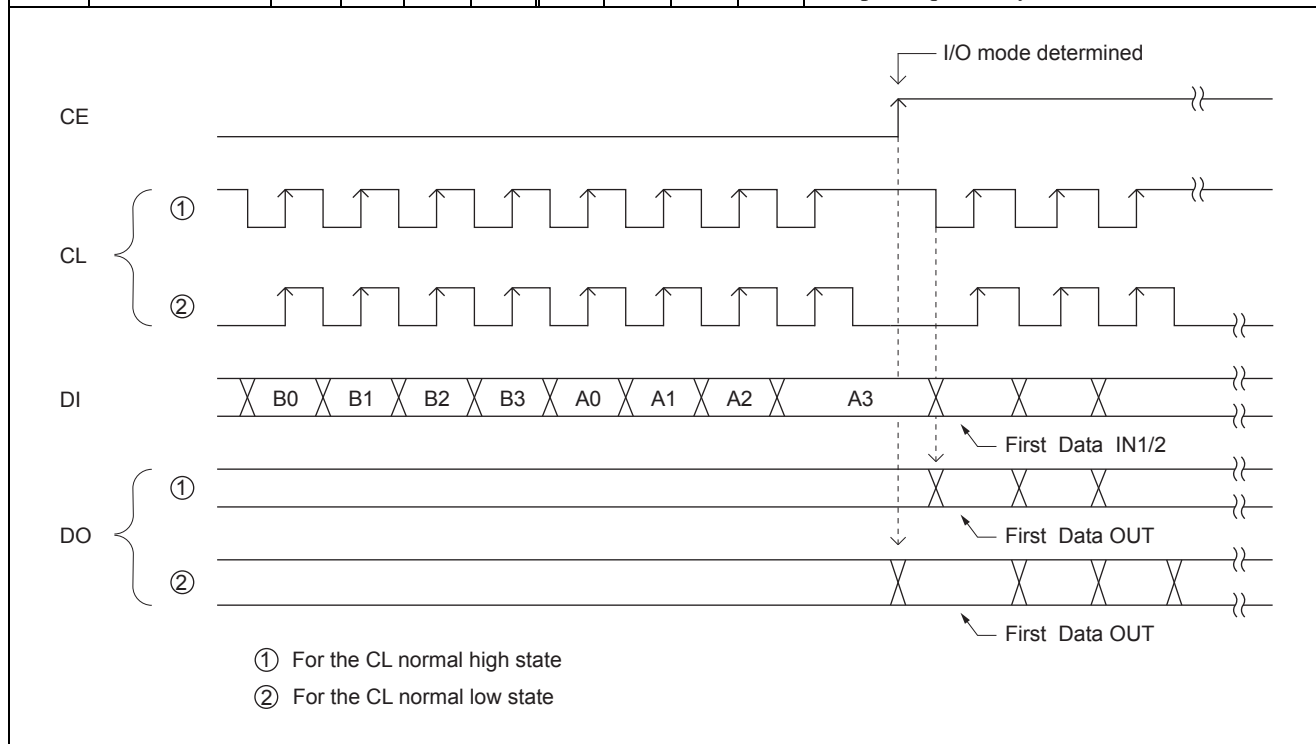 I/O mode determined
CE
①
CL
②
DI B0 B1 B2 B3 A0 A1 A2 A3
First Data IN1/2
①
DO First Data OUT
②
First Data OUT
① For the CL normal high state
② For the CL normal low state